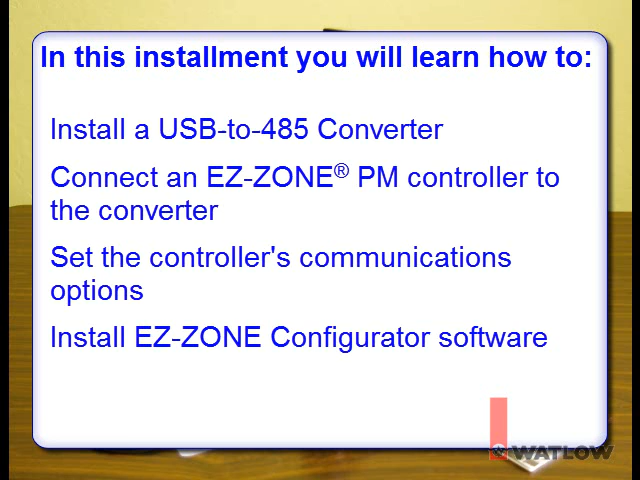 In this installment you will learn how to:
Install a USB-to-485 Converter
Connect an EZ-ZONE® PM controller to
the converter
Set the controller's communications
options
Install EZ-ZONE Configurator software
WATLOW